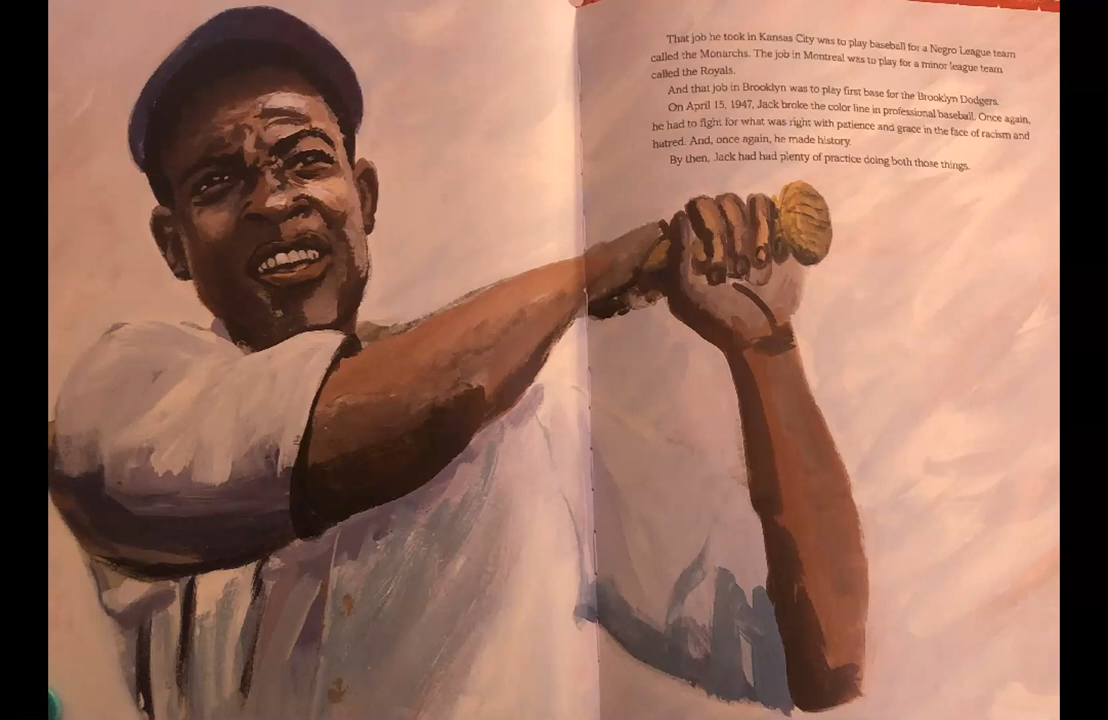 That job he took in Kansas City was to play baseball for a Negro League team
called the Monarchs. The job in Montreal was to play for a minor league team
called the Royals.
And that job in Brooklyn was to play first base for the Brooklyn Dodgers.
On April 15, 1947, Jack broke the color line in professional baseball. Once again,
he had to fight for what was right with patience and grace in the face of racism and
hatred. And, once again, he made history.
By then, Jack had had plenty of practice doing both those things.